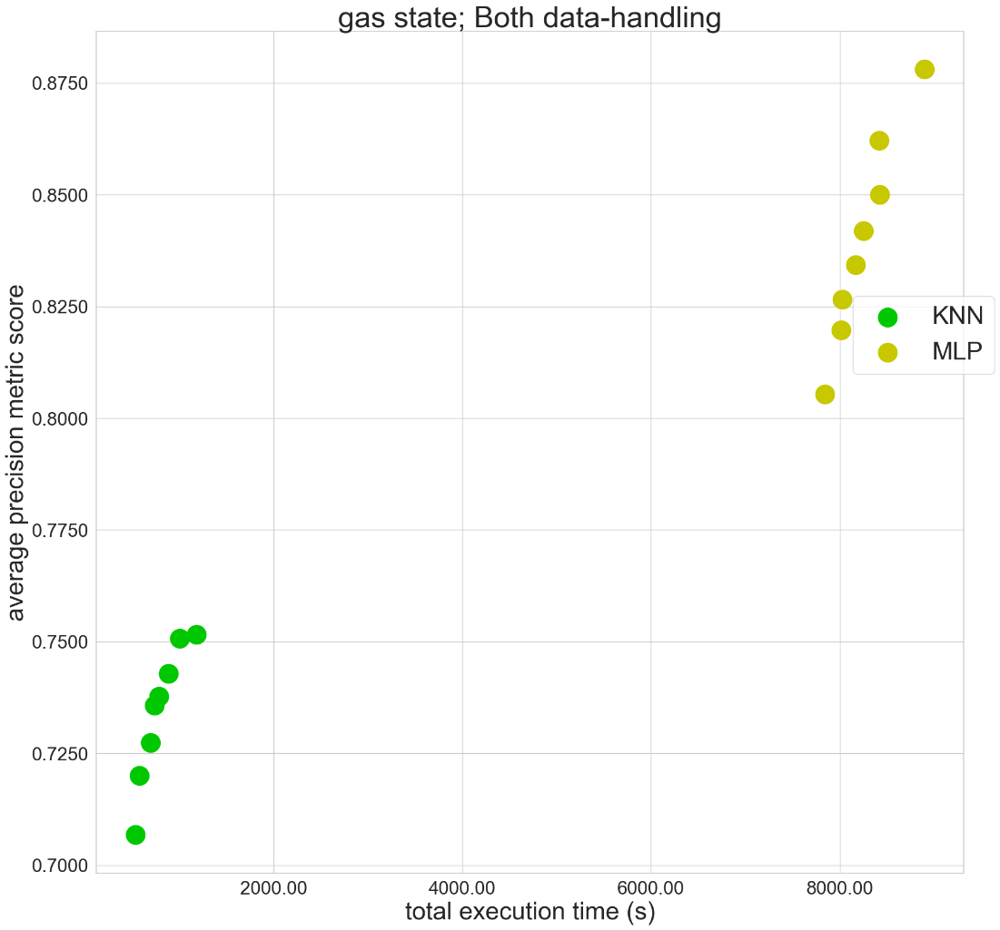 gas state; Both data-handling
0.8750
0.8500
0.8250
0.8000
0.7750
0.7500
0.7250
0.7000
average precision metric score
KNN
MLP
2000.00
4000.00
6000.00
8000.00
total execution time (s)